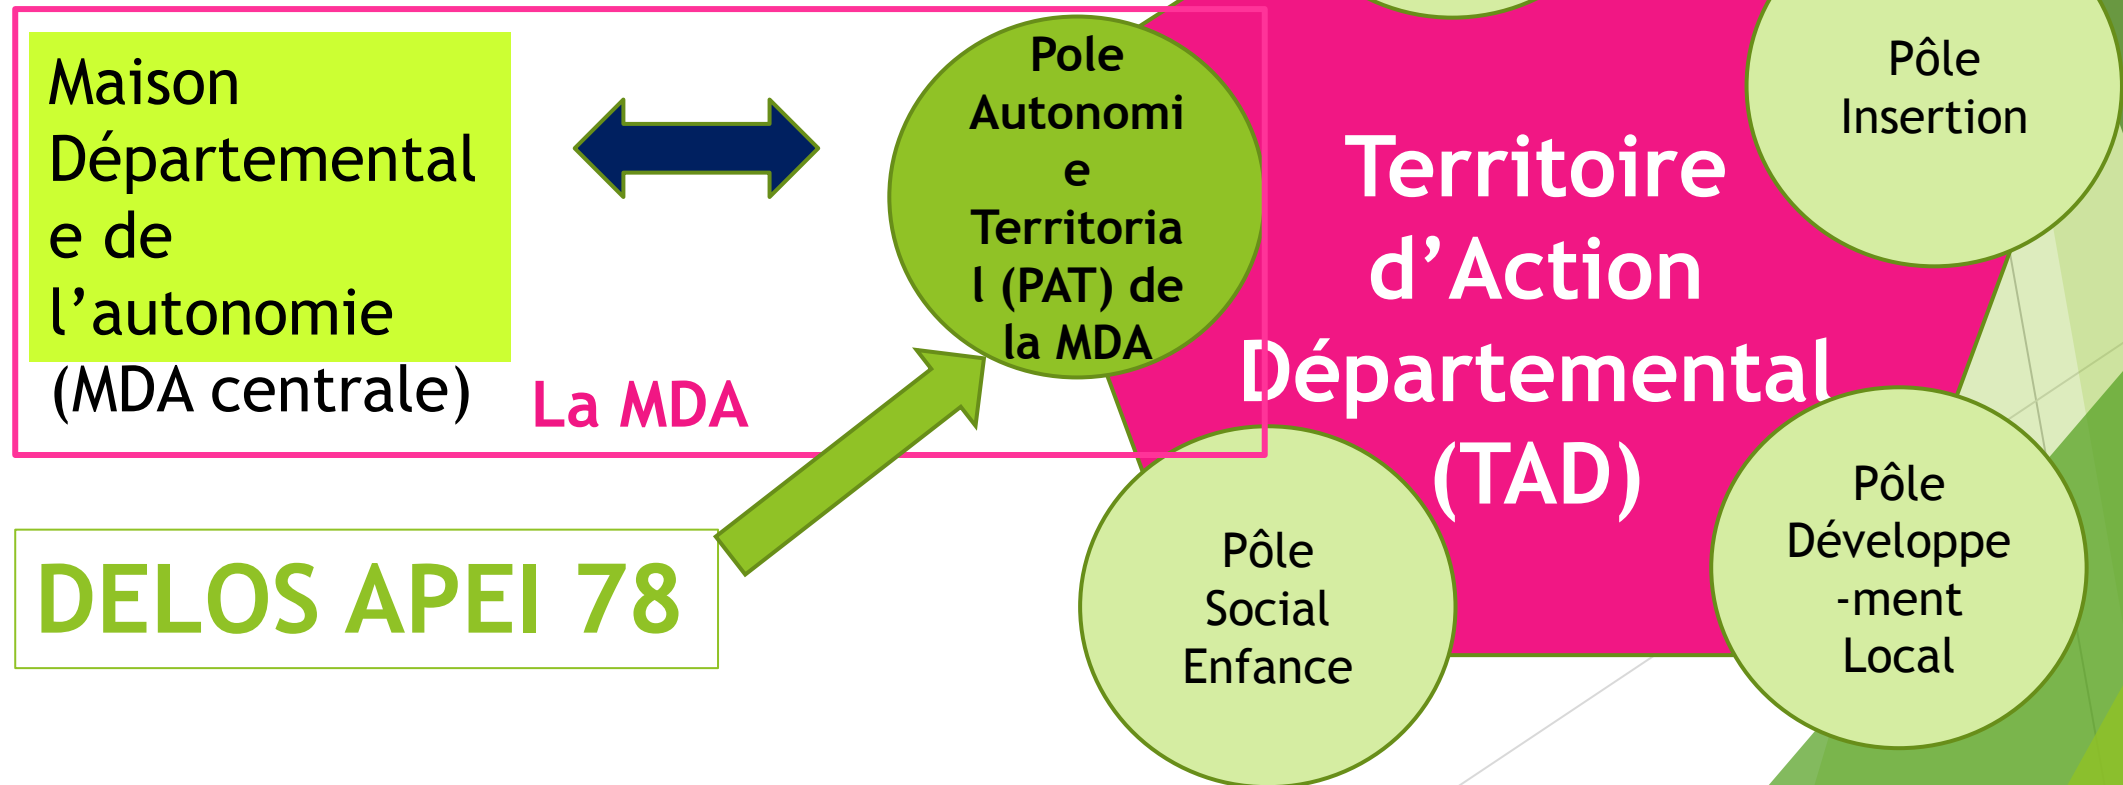 Maison
Départemental
e de
l’autonomie
(MDA centrale)
La MDA
DELOS APEI 78
Pole
Autonomi
e
Territoria
l (PAT) de
la MDA
Territoire
d’Action
Départemental
(TAD)
Pôle
Insertion
Pôle
Social
Enfance
Pôle
Développe
-ment
Local